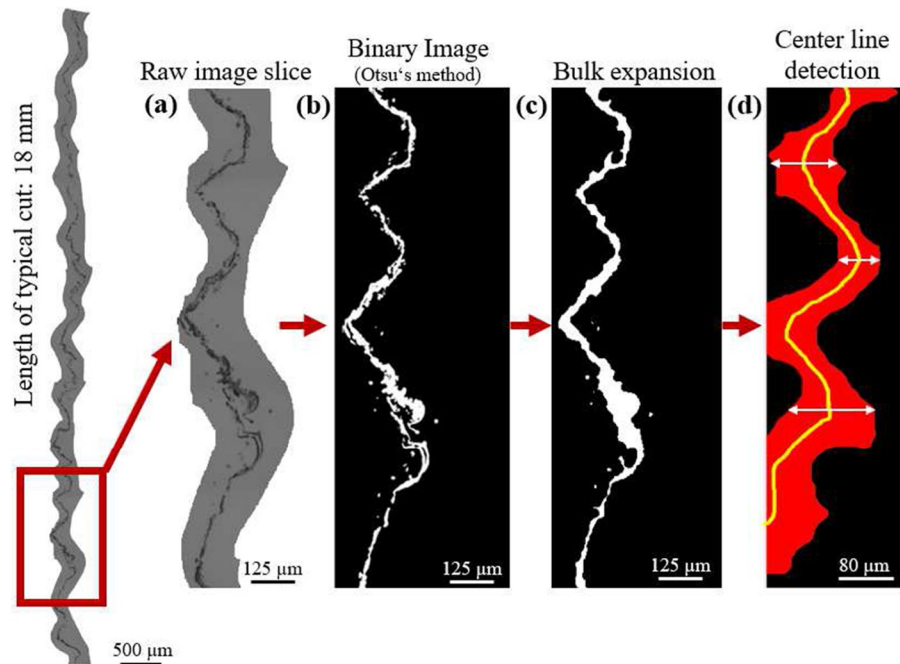 Length of typical cut: 18 mm
500 μm
Raw image slice
(a)
125 μm
Binary Image
(Otsu‘s method)
(b)
125 μm
Bulk expansion
(c)
125 μm
Center line
detection
(d)
80 μm